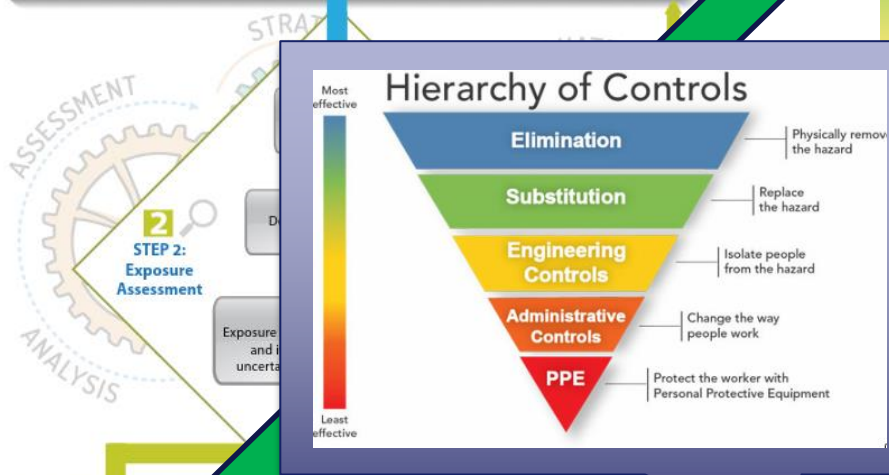 STRAT
ASSESSMENT
ANALYSIS
2
STEP 2:
Exposure
Assessment
Exposure
and
Hierarchy of Controls
Most
effective
Least
effective
Elimination
Physically remove
the hazard
Substitution
Replace
the hazard
Engineering
Controls
Isolate people
from the hazard
Administrative
Controls
Change the way
people work
PPE
Protect the worker with
Personal Protective Equipment